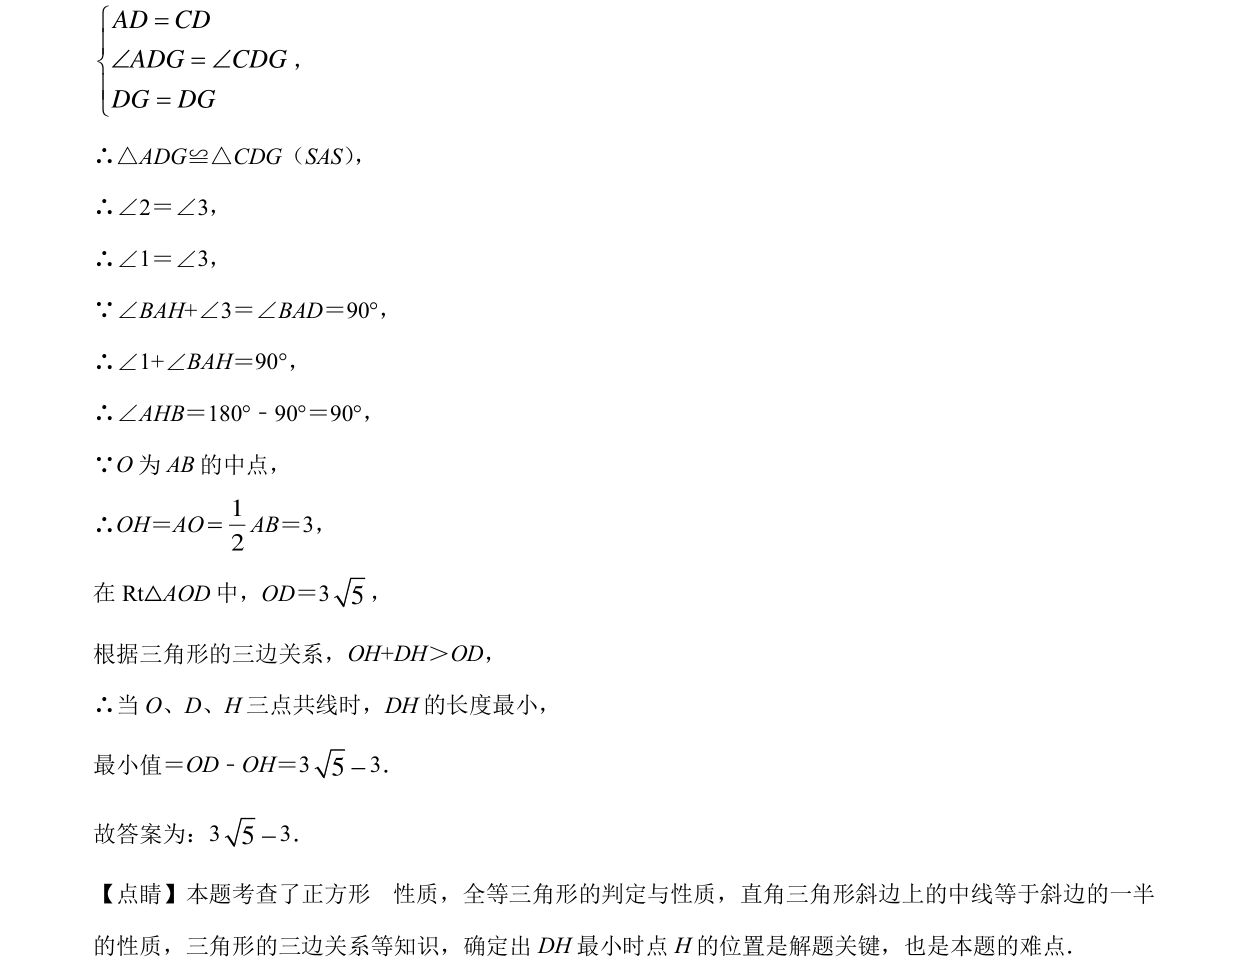 AD = CD
∠ADG = ∠CDG，
DG = DG
∴△ADG≌△CDG（SAS），
∴∠2＝∠3，
∴∠1＝∠3，
∵∠BAH+∠3＝∠BAD＝90°，
∴∠1+∠BAH＝90°，
∴∠AHB＝180°﹣90°＝90°，
∵O 为 AB 的中点，
∴OH＝AO＝1/2 AB＝3，
在 Rt△AOD 中，OD＝3√5，
根据三角形的三边关系，OH+DH＞OD，
∴当 O、D、H 三点共线时，DH 的长度最小，
最小值＝OD﹣OH＝3√5 – 3．
故答案为：3√5 – 3．
【点睛】本题考查了正方形 性质，全等三角形的判定与性质，直角三角形斜边上的中线等于斜边的一半
的性质，三角形的三边关系等知识，确定出 DH 最小时点 H 的位置是解题关键，也是本题的难点．